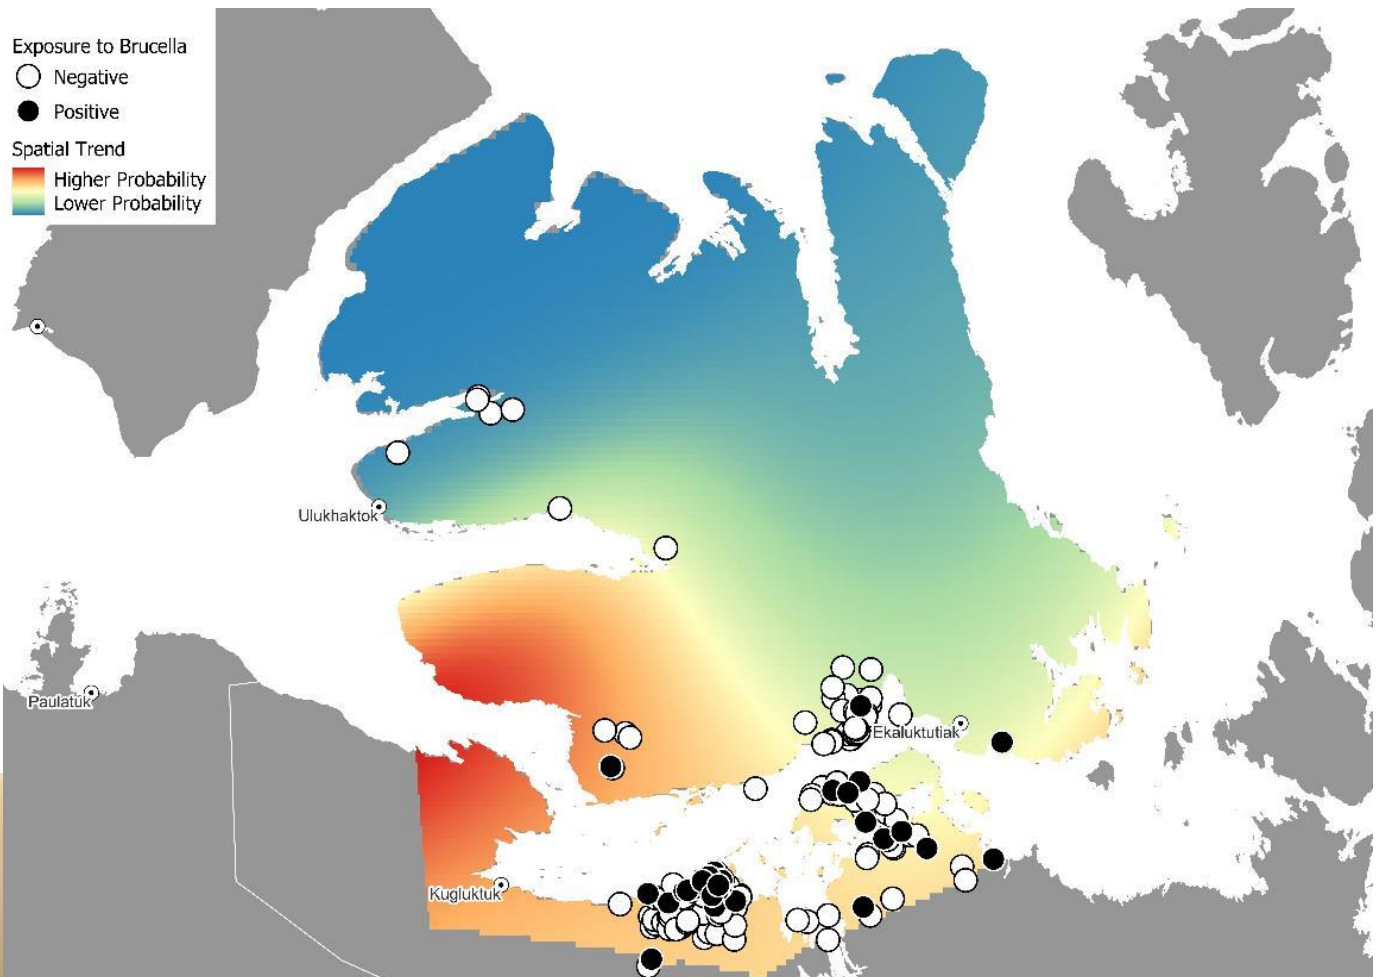 Exposure to Brucella
Negative
Positive
Spatial Trend
Higher Probability
Lower Probability
Ulukhaktok
Paulatuk
Ekaluktutiak
Kugluktuk